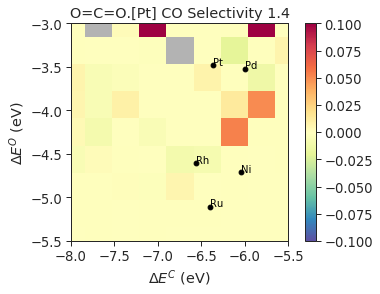 O=C=O.[Pt] CO Selectivity 1.4
−3.0
−3.5
−4.0
−4.5
−5.0
−5.5
ΔE^O (eV)
Pt
Pd
Rh
Ni
Ru
−8.0 −7.5 −7.0 −6.5 −6.0 −5.5
ΔE^C (eV)
0.100
0.075
0.050
0.025
0.000
−0.025
−0.050
−0.075
−0.100